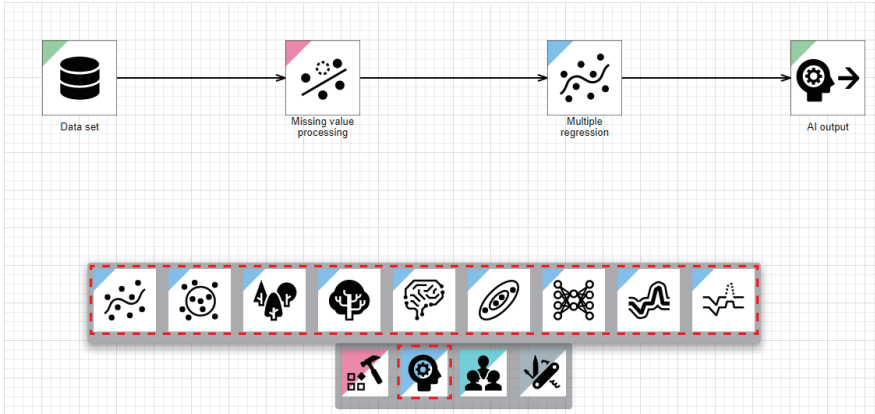 Data set
Missing value
processing
Multiple
regression
AI output